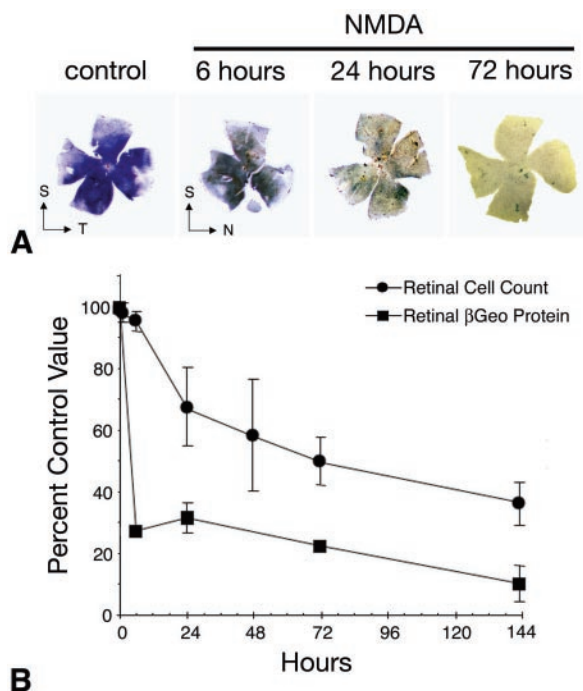 NMDA
control 6 hours 24 hours 72 hours
S
T
S
N
A
Retinal Cell Count
Retinal βGeo Protein
Percent Control Value
100
80
60
40
20
0
0 24 48 72 96 120 144
Hours
B